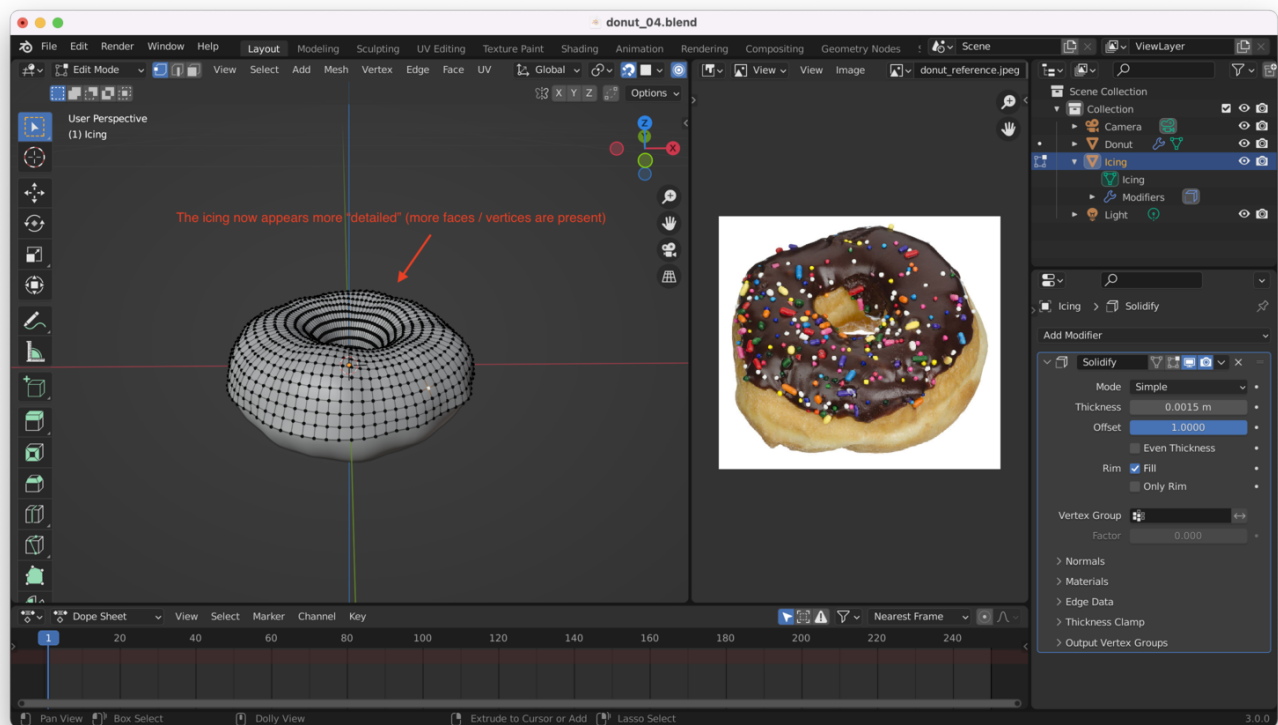 donut_04.blend
File Edit Render Window Help Layout Modeling Sculpting UV Editing Texture Paint Shading Animation Rendering Compositing Geometry Nodes Scene ViewLayer
Edit Mode View Select Add Mesh Vertex Edge Face UV Global View View Image donut_reference.jpeg
X Y Z Options
User Perspective
(1) Icing
Z
X
The icing now appears more "detailed" (more faces / vertices are present)
Scene Collection
Collection
Camera
Donut
Icing
Icing
Modifiers
Light
Icing > Solidify
Add Modifier
Solidify
Mode Simple
Thickness 0.0015 m
Offset 1.0000
Even Thickness
Rim Fill
Only Rim
Vertex Group
Factor 0.000
Normals
Materials
Edge Data
Thickness Clamp
Output Vertex Groups
Dope Sheet View Select Marker Channel Key Nearest Frame
1 20 40 60 80 100 120 140 160 180 200 220 240
Pan View Box Select Dolly View Extrude to Cursor or Add Lasso Select 3.0.0